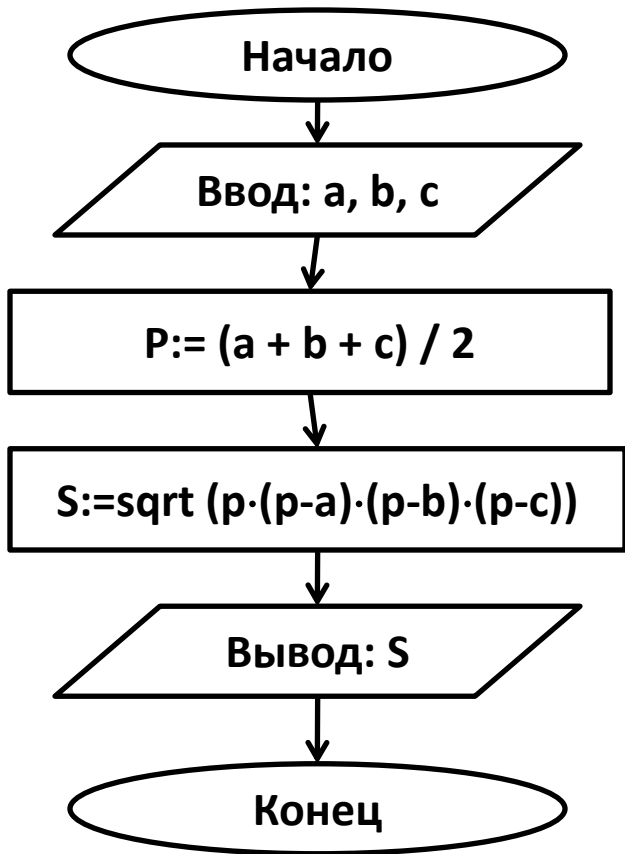 Начало
Ввод: a, b, c
P:= (a + b + c) / 2
S:=sqrt (p·(p-a)·(p-b)·(p-c))
Вывод: S
Конец